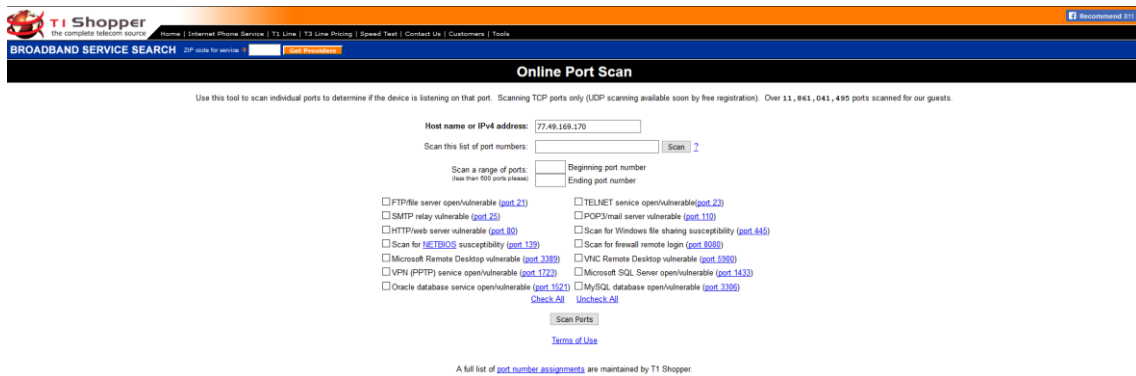 T1 Shopper
the complete telecom source
Home | Internet Phone Service | T1 Line | T3 Line Pricing | Speed Test | Contact Us | Customers | Tools
Recommend 811
BROADBAND SERVICE SEARCH ZIP code for service Get Providers
Online Port Scan
Use this tool to scan individual ports to determine if the device is listening on that port. Scanning TCP ports only (UDP scanning available soon by free registration). Over 11,861,041,495 ports scanned for our guests.
Host name or IPv4 address: 77.49.169.170
Scan this list of port numbers: Scan ?
Scan a range of ports: Beginning port number
(less than 500 ports please) Ending port number
FTP/file server open/vulnerable (port 21) TELNET service open/vulnerable(port 23)
SMTP relay vulnerable (port 25) POP3/mail server vulnerable (port 110)
HTTP/web server vulnerable (port 80) Scan for Windows file sharing susceptibility (port 445)
Scan for NETBIOS susceptibility (port 139) Scan for firewall remote login (port 8080)
Microsoft Remote Desktop vulnerable (port 3389) VNC Remote Desktop vulnerable (port 5900)
VPN (PPTP) service open/vulnerable (port 1723) Microsoft SQL Server open/vulnerable (port 1433)
Oracle database service open/vulnerable (port 1521) MySQL database open/vulnerable (port 3306)
Check All Uncheck All
Scan Ports
Terms of Use
A full list of port number assignments are maintained by T1 Shopper.